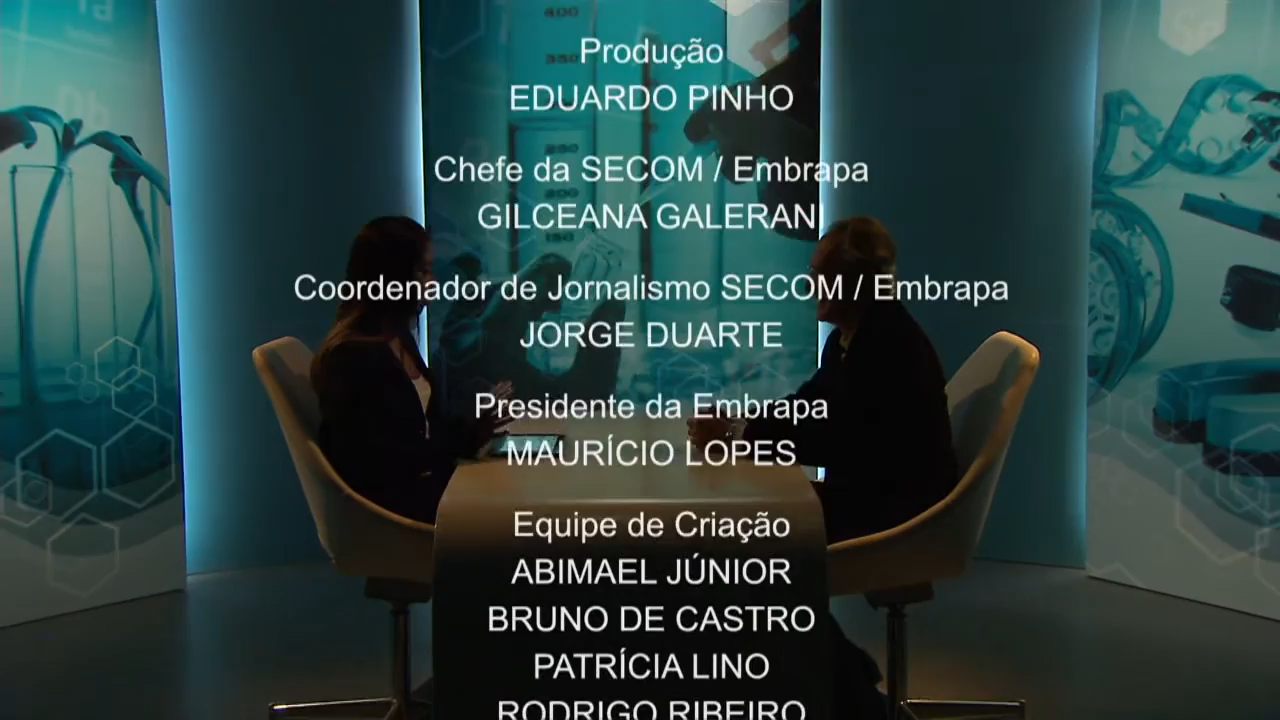 Produção
EDUARDO PINHO
Chefe da SECOM / Embrapa
GILCEANA GALERANI
Coordenador de Jornalismo SECOM / Embrapa
JORGE DUARTE
Presidente da Embrapa
MAURÍCIO LOPES
Equipe de Criação
ABIMAEL JÚNIOR
BRUNO DE CASTRO
PATRÍCIA LINO
RODRIGO RIBEIRO